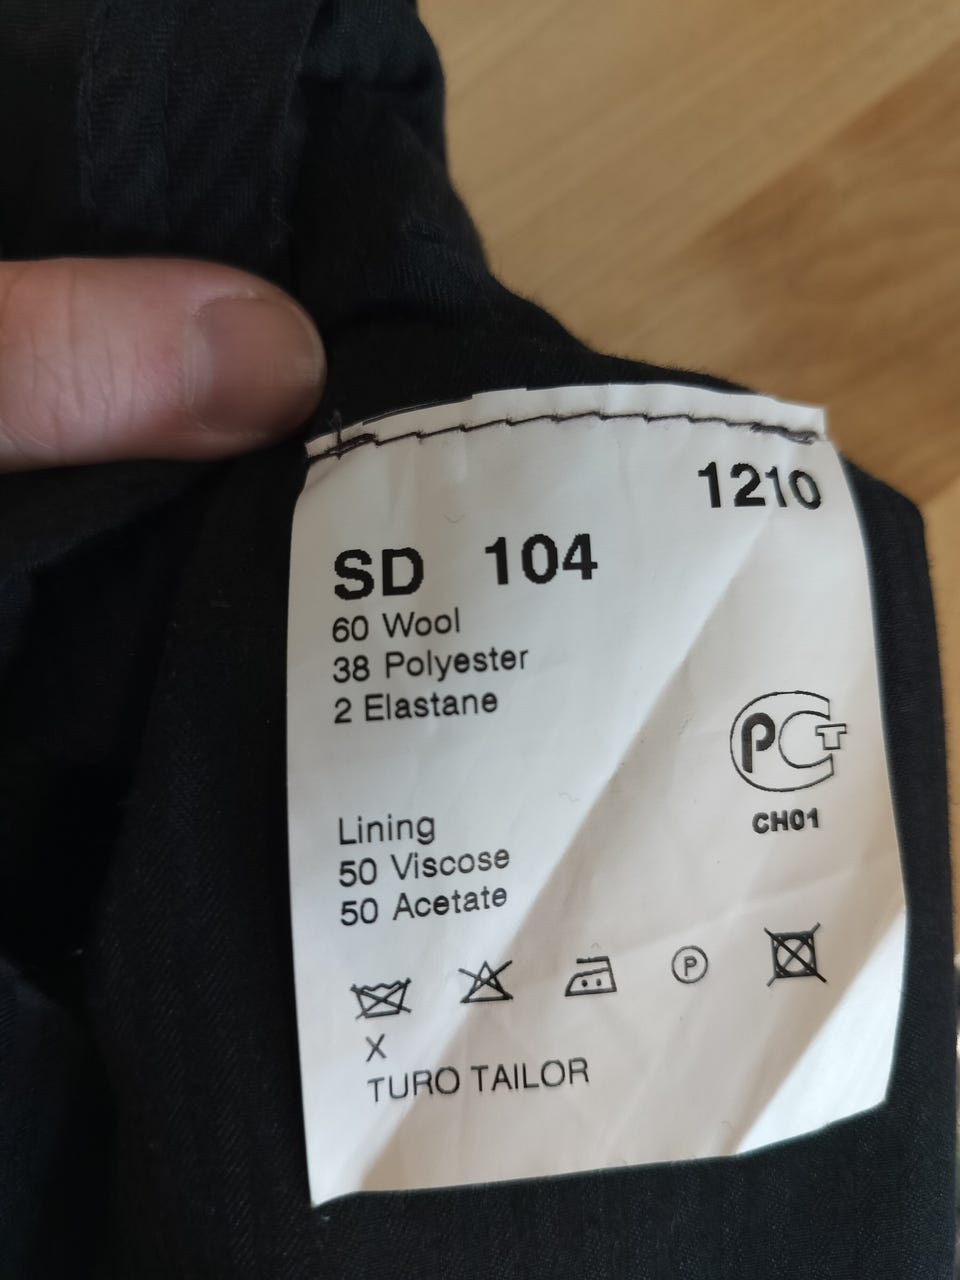 1210
SD 104
60 Wool
38 Polyester
2 Elastane
PCT
CH01
Lining
50 Viscose
50 Acetate
P
X
TURO TAILOR